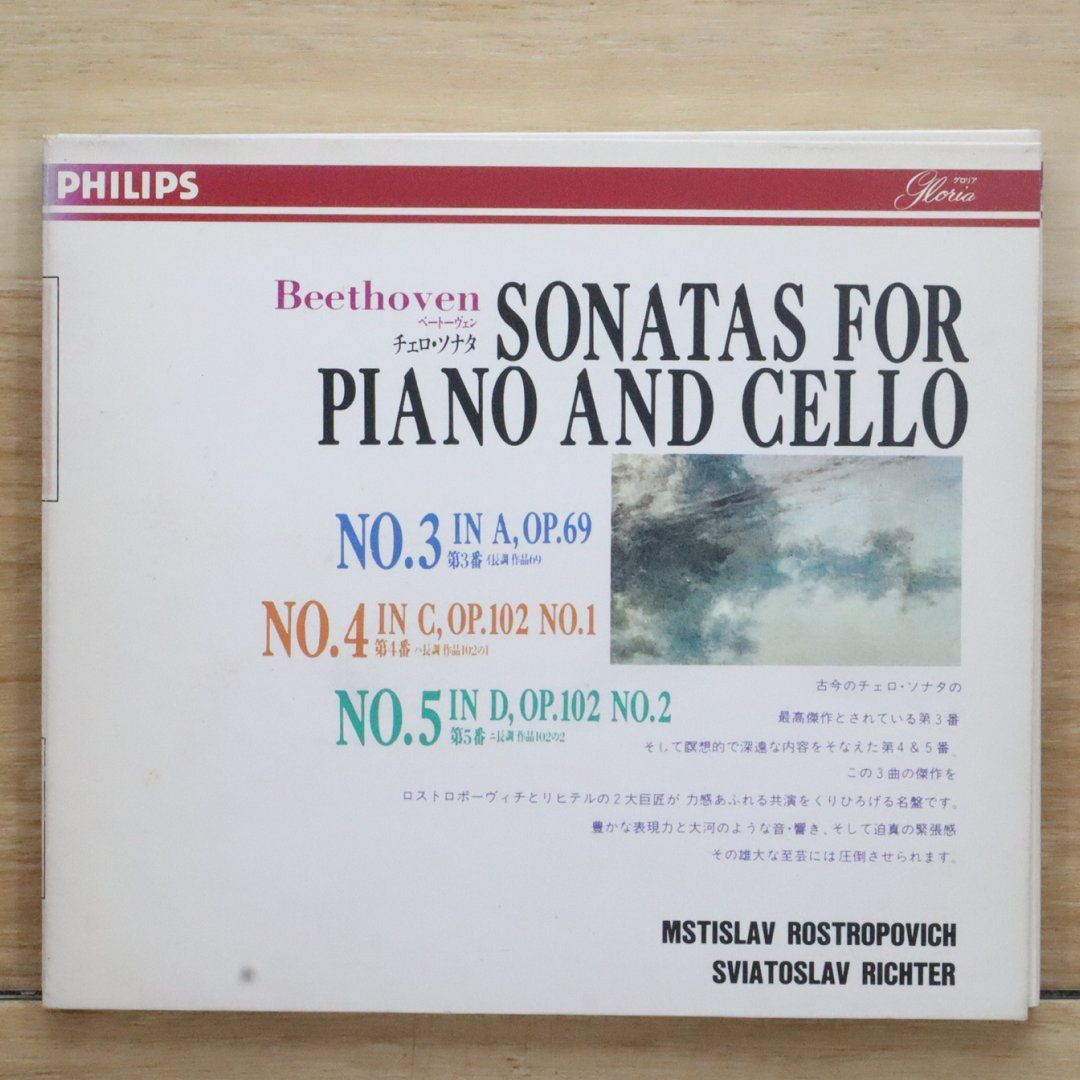 PHILIPS
グロリア
Gloria
Beethoven SONATAS FOR
ベートーヴェン
チェロ・ソナタ
PIANO AND CELLO
NO.3 IN A, OP.69
第3番 イ長調 作品69
NO.4 IN C, OP.102 NO.1
第4番 ハ長調 作品102の1
NO.5 IN D, OP.102 NO.2
第5番 ニ長調 作品102の2
古今のチェロ・ソナタの
最高傑作とされている第3番
そして瞑想的で深遠な内容をそなえた第4&5番。
この3曲の傑作を
ロストロポーヴィチとリヒテルの2大巨匠が 力感あふれる共演をくりひろげる名盤です。
豊かな表現力と大河のような音・響き、そして迫真の緊張感
その雄大な至芸には圧倒させられます。
MSTISLAV ROSTROPOVICH
SVIATOSLAV RICHTER